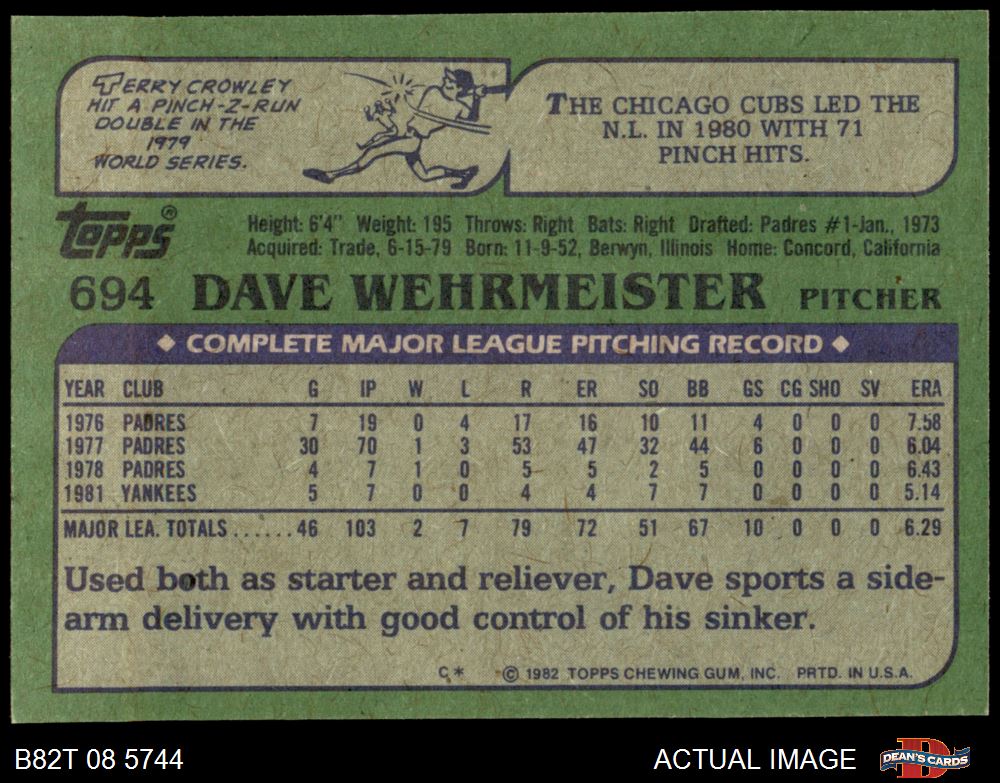 TERRY CROWLEY
HIT A PINCH-2-RUN
DOUBLE IN THE
1979
WORLD SERIES.
THE CHICAGO CUBS LED THE
N.L. IN 1980 WITH 71
PINCH HITS.
Topps®
Height: 6'4" Weight: 195 Throws: Right Bats: Right Drafted: Padres #1-Jan., 1973
Acquired: Trade, 6-15-79 Born: 11-9-52, Berwyn, Illinois Home: Concord, California
694 DAVE WEHRMEISTER PITCHER
◆ COMPLETE MAJOR LEAGUE PITCHING RECORD ◆
YEAR CLUB G IP W L R ER SO BB GS CG SHO SV ERA
1976 PADRES 7 19 0 4 17 16 10 11 4 0 0 0 7.58
1977 PADRES 30 70 1 3 53 47 32 44 6 0 0 0 6.04
1978 PADRES 4 7 1 0 5 5 2 5 0 0 0 0 6.43
1981 YANKEES 5 7 0 0 4 4 7 7 0 0 0 0 5.14
MAJOR LEA. TOTALS ...... 46 103 2 7 79 72 51 67 10 0 0 0 6.29
Used both as starter and reliever, Dave sports a side-
arm delivery with good control of his sinker.
C* © 1982 TOPPS CHEWING GUM, INC. PRTD. IN U.S.A.
B82T 08 5744 ACTUAL IMAGE DEAN'S CARDS